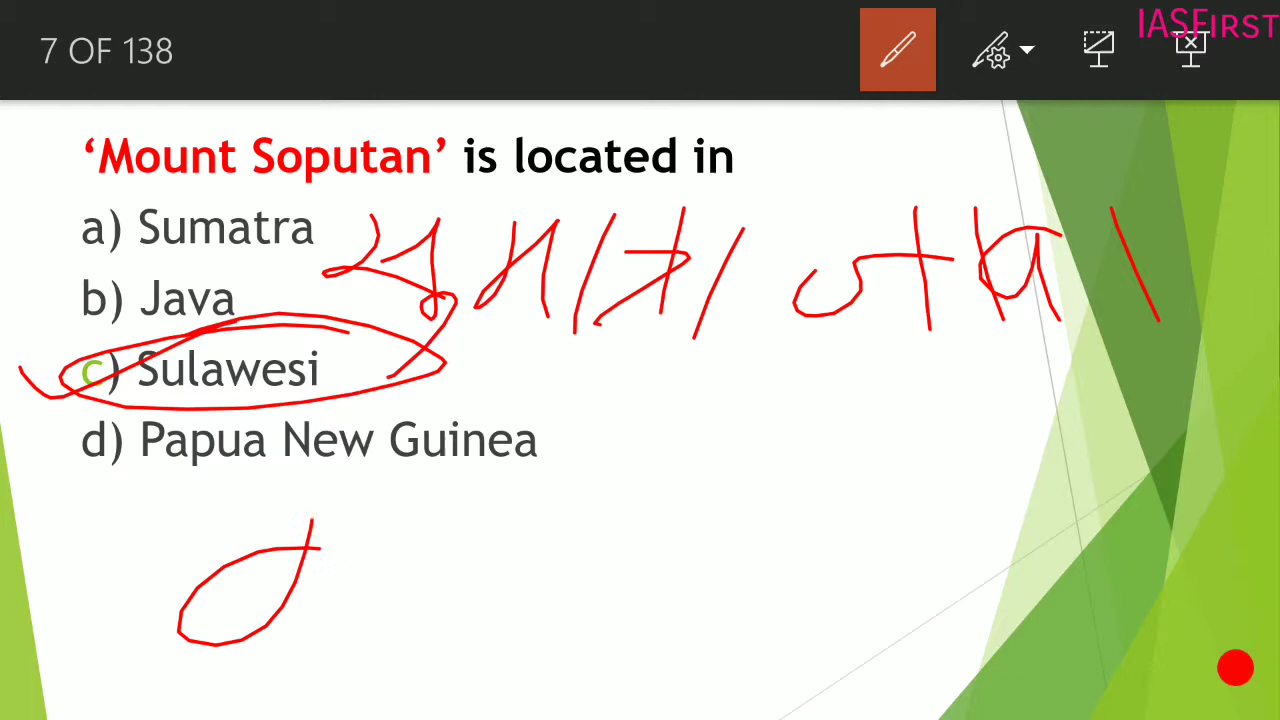 7 OF 138
IASFIRST
‘Mount Soputan’ is located in
a) Sumatra
b) Java
c) Sulawesi
d) Papua New Guinea